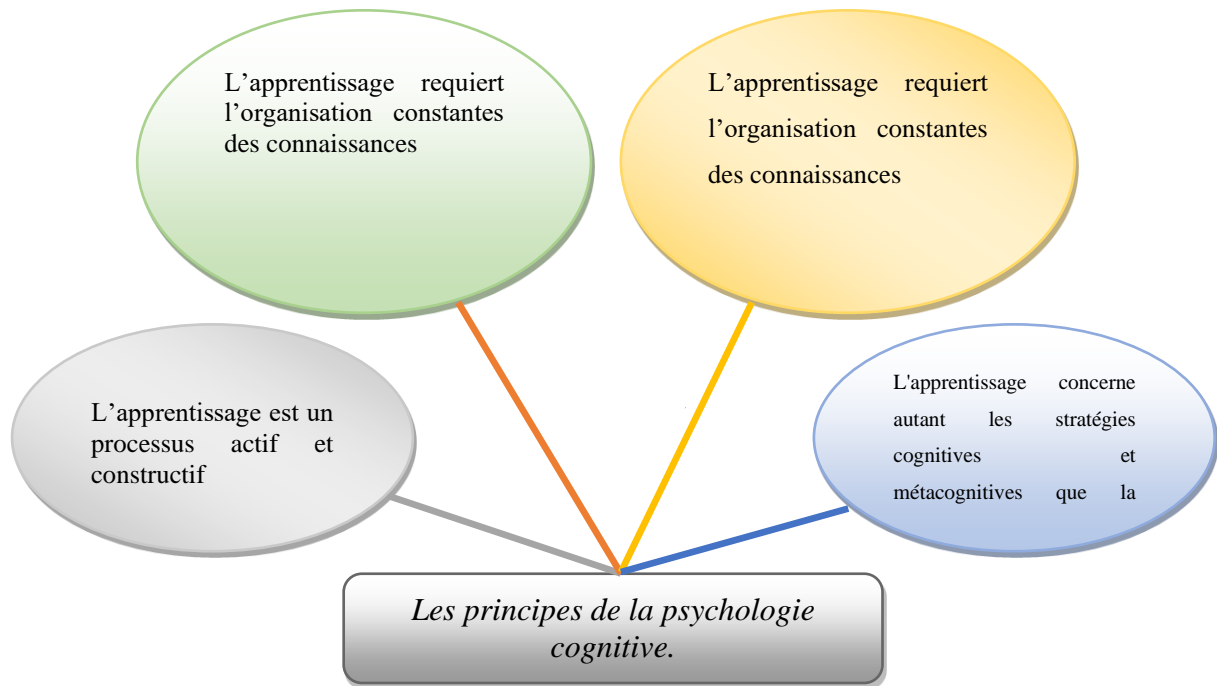 L’apprentissage requiert
l’organisation constantes
des connaissances
L’apprentissage requiert
l’organisation constantes
des connaissances
L’apprentissage est un
processus actif et
constructif
L'apprentissage concerne
autant les stratégies
cognitives et
métacognitives que la
Les principes de la psychologie
cognitive.